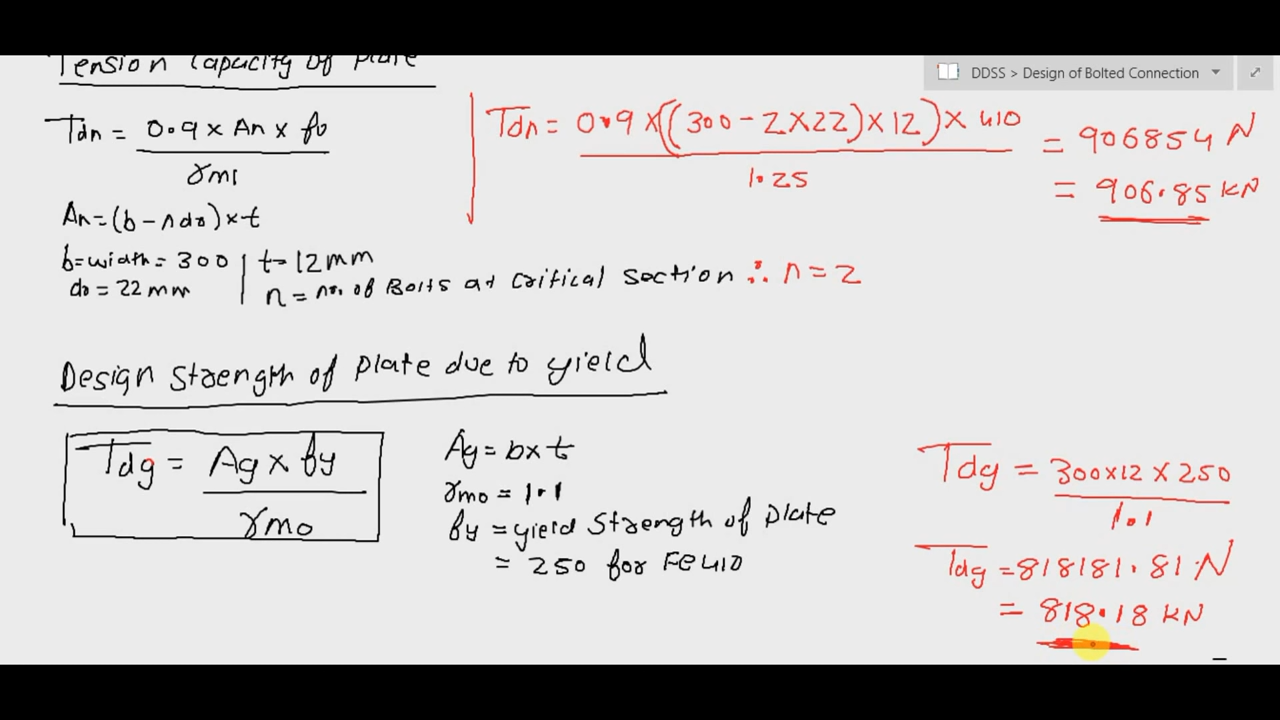 Tension Capacity of Plate
DDSS > Design of Bolted Connection
Tdn = 0.9 × An × fu / γm1
An = (b - ndo) × t
b = width = 300
do = 22 mm
t = 12 mm
n = no. of Bolts at Critical section ∴ n = 2
Tdn = 0.9 × ((300 - 2 × 22) × 12) × 410 / 1.25
= 906854 N
= 906.85 KN
Design Strength of plate due to yield
Tdg = Ag × fy / γmo
Ag = b × t
γmo = 1.1
fy = yield Strength of plate
= 250 for Fe410
Tdg = 300 × 12 × 250 / 1.1
Tdg = 818181.81 N
= 818.18 KN